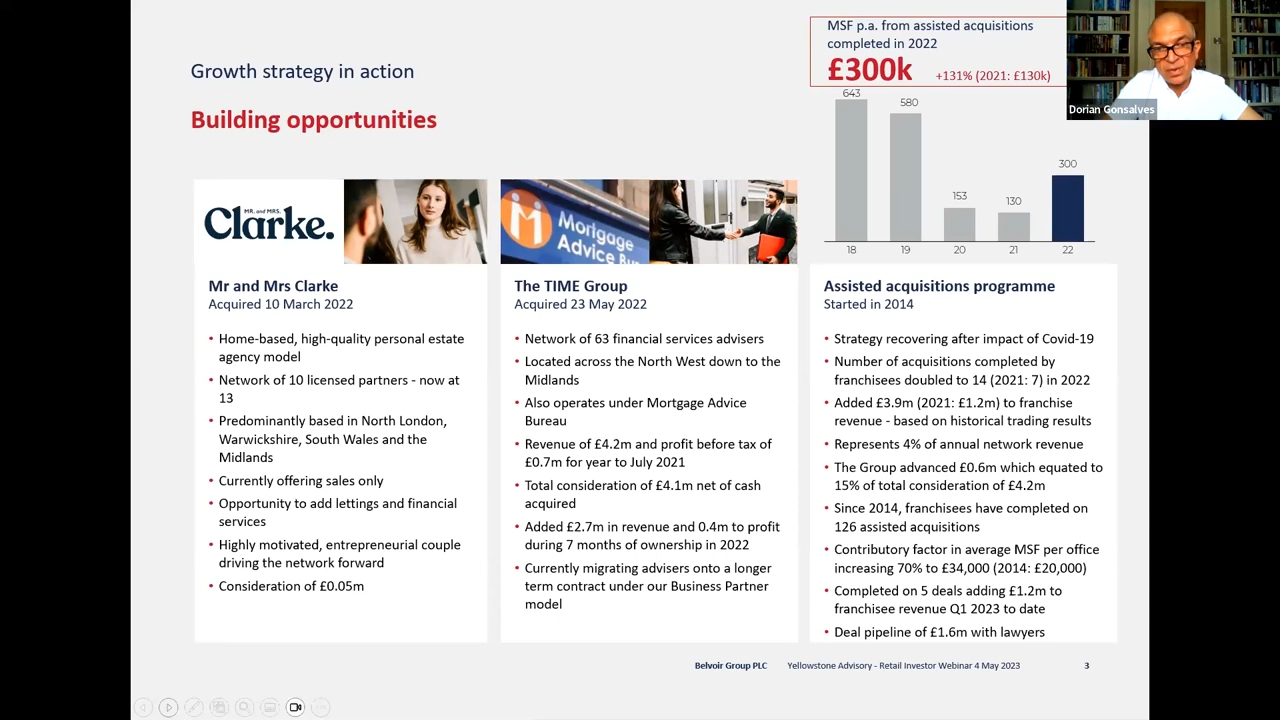 Growth strategy in action
Building opportunities
MSF p.a. from assisted acquisitions
completed in 2022
£300k +131% (2021: £130k)
Dorian Gonsalves
643
580
153
130
300
18
19
20
21
22
MR. AND MRS.
Clarke.
Mr and Mrs Clarke
Acquired 10 March 2022
• Home-based, high-quality personal estate
agency model
• Network of 10 licensed partners - now at
13
• Predominantly based in North London,
Warwickshire, South Wales and the
Midlands
• Currently offering sales only
• Opportunity to add lettings and financial
services
• Highly motivated, entrepreneurial couple
driving the network forward
• Consideration of £0.05m
Mortgage
Advice Bu
The TIME Group
Acquired 23 May 2022
• Network of 63 financial services advisers
• Located across the North West down to the
Midlands
• Also operates under Mortgage Advice
Bureau
• Revenue of £4.2m and profit before tax of
£0.7m for year to July 2021
• Total consideration of £4.1m net of cash
acquired
• Added £2.7m in revenue and 0.4m to profit
during 7 months of ownership in 2022
• Currently migrating advisers onto a longer
term contract under our Business Partner
model
Assisted acquisitions programme
Started in 2014
• Strategy recovering after impact of Covid-19
• Number of acquisitions completed by
franchisees doubled to 14 (2021: 7) in 2022
• Added £3.9m (2021: £1.2m) to franchise
revenue - based on historical trading results
• Represents 4% of annual network revenue
• The Group advanced £0.6m which equated to
15% of total consideration of £4.2m
• Since 2014, franchisees have completed on
126 assisted acquisitions
• Contributory factor in average MSF per office
increasing 70% to £34,000 (2014: £20,000)
• Completed on 5 deals adding £1.2m to
franchisee revenue Q1 2023 to date
• Deal pipeline of £1.6m with lawyers
Belvoir Group PLC Yellowstone Advisory - Retail Investor Webinar 4 May 2023 3